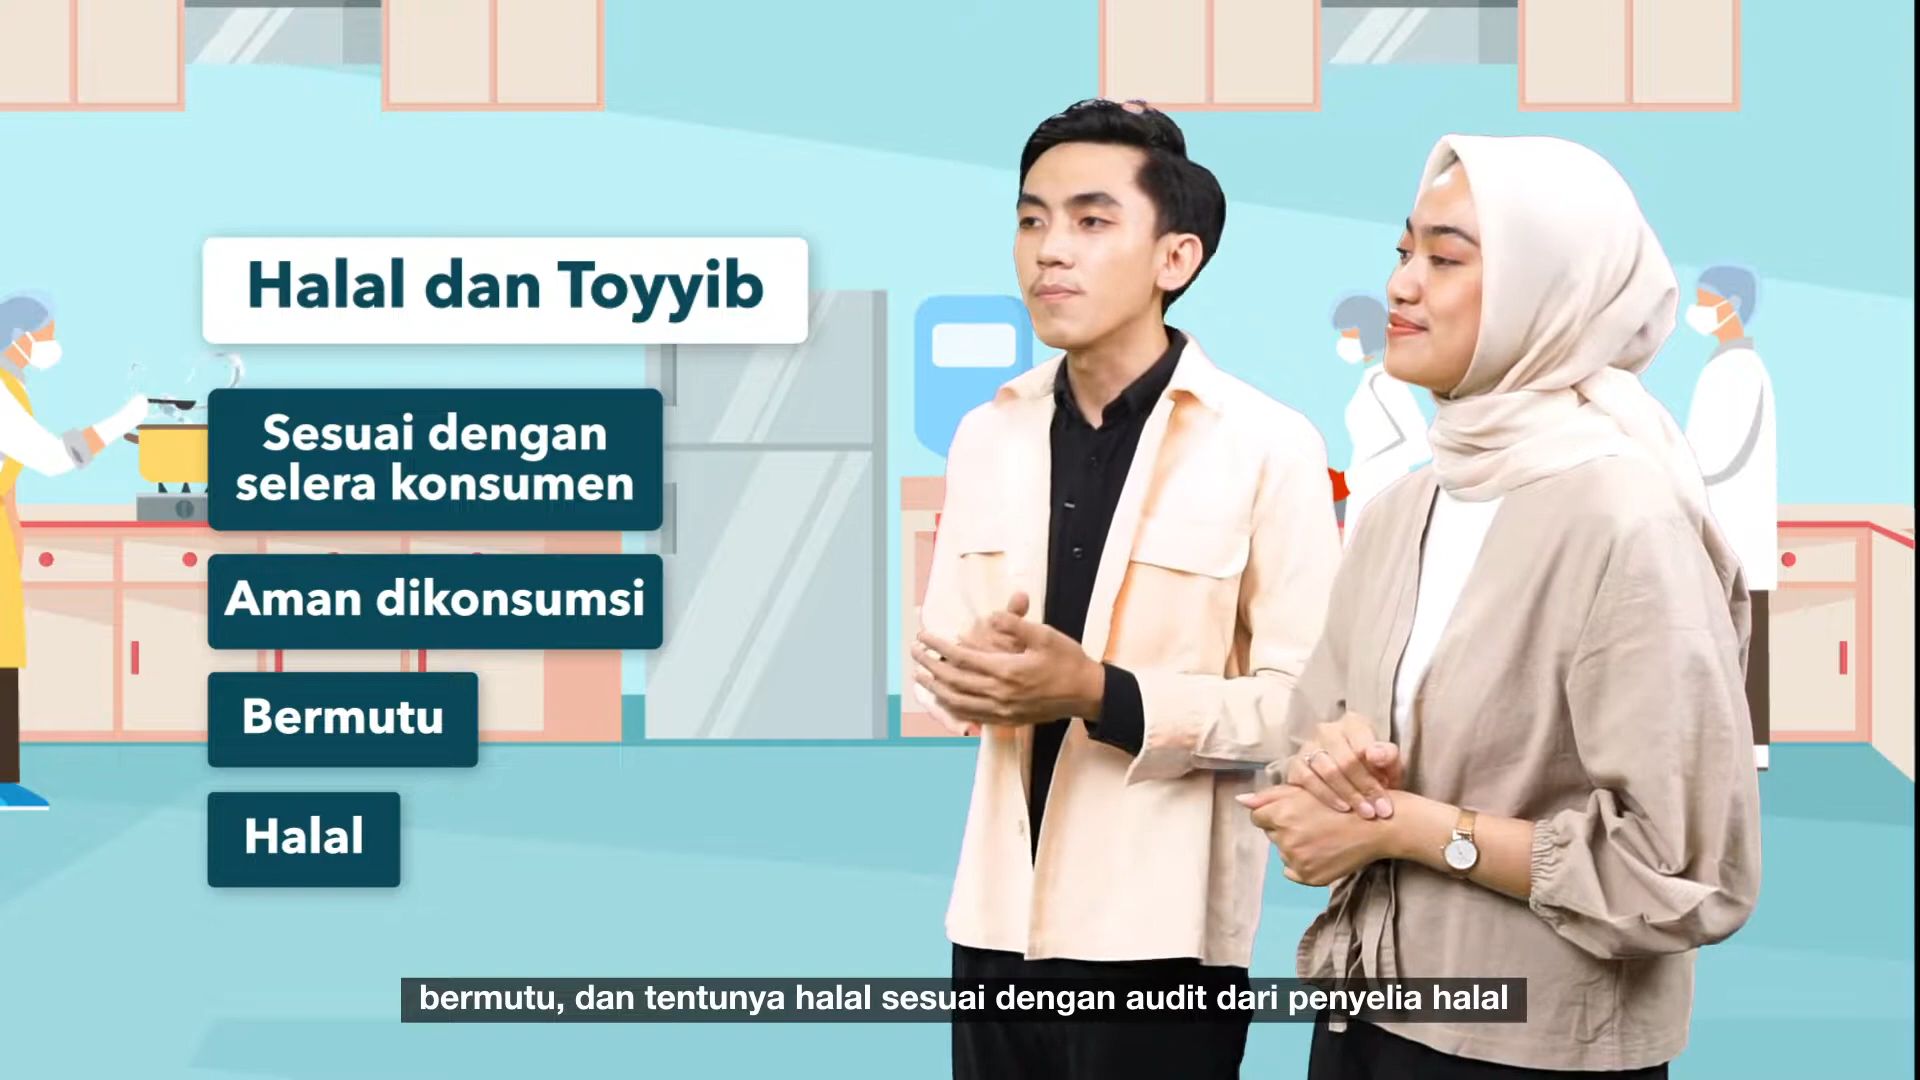 Halal dan Toyyib
Sesuai dengan
selera konsumen
Aman dikonsumsi
Bermutu
Halal
bermutu, dan tentunya halal sesuai dengan audit dari penyelia halal